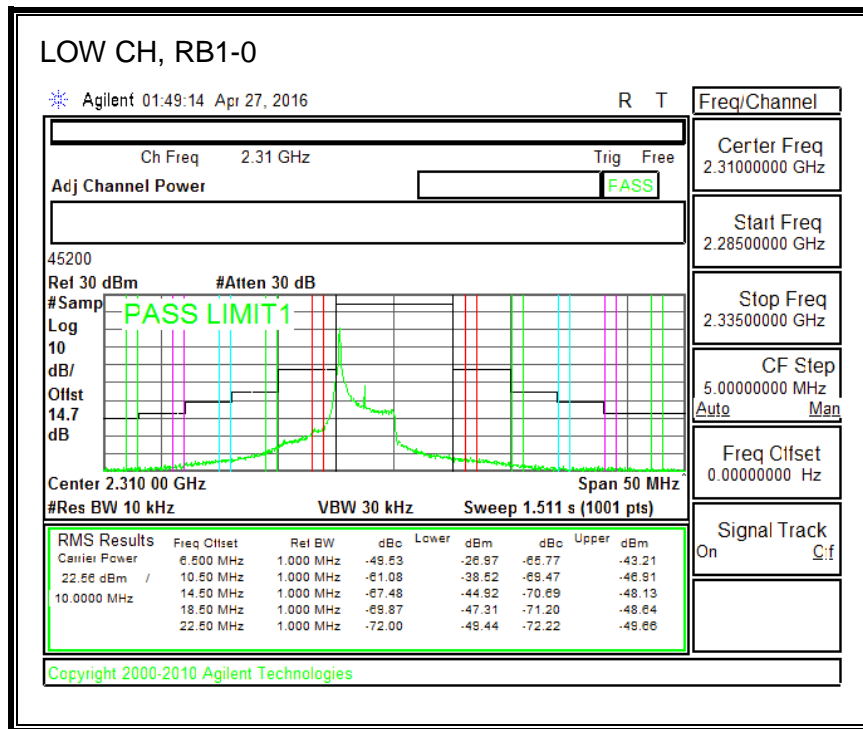 LOW CH, RB1-0
Agilent 01:49:14 Apr 27, 2016 R T
Ch Freq 2.31 GHz Trig Free
Adj Channel Power PASS
45200
Ref 30 dBm #Atten 30 dB
#Samp
Log
10
dB/
Offst
14.7
dB
PASS LIMIT1
Center 2.310 00 GHz Span 50 MHz^
#Res BW 10 kHz VBW 30 kHz Sweep 1.511 s (1001 pts)
RMS Results Freq Offset Ref BW dBc Lower dBm dBc Upper dBm
Carrier Power 6.500 MHz 1.000 MHz -49.53 -26.97 -65.77 -43.21
22.56 dBm / 10.50 MHz 1.000 MHz -61.08 -38.52 -69.47 -46.91
10.0000 MHz 14.50 MHz 1.000 MHz -67.48 -44.92 -70.69 -48.13
18.50 MHz 1.000 MHz -69.87 -47.31 -71.20 -48.64
22.50 MHz 1.000 MHz -72.00 -49.44 -72.22 -49.66
Copyright 2000-2010 Agilent Technologies
Freq/Channel
Center Freq
2.31000000 GHz
Start Freq
2.28500000 GHz
Stop Freq
2.33500000 GHz
CF Step
5.00000000 MHz
Auto Man
Freq Offset
0.00000000 Hz
Signal Track
On Off